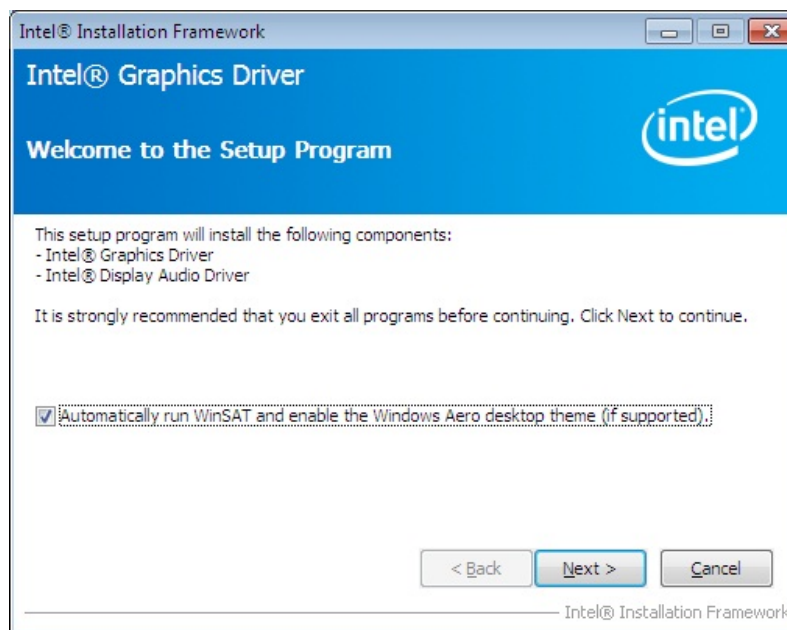 Intel® Installation Framework
Intel® Graphics Driver
intel
Welcome to the Setup Program
This setup program will install the following components:
- Intel® Graphics Driver
- Intel® Display Audio Driver
It is strongly recommended that you exit all programs before continuing. Click Next to continue.
Automatically run WinSAT and enable the Windows Aero desktop theme (if supported).
< Back Next > Cancel
Intel® Installation Framework